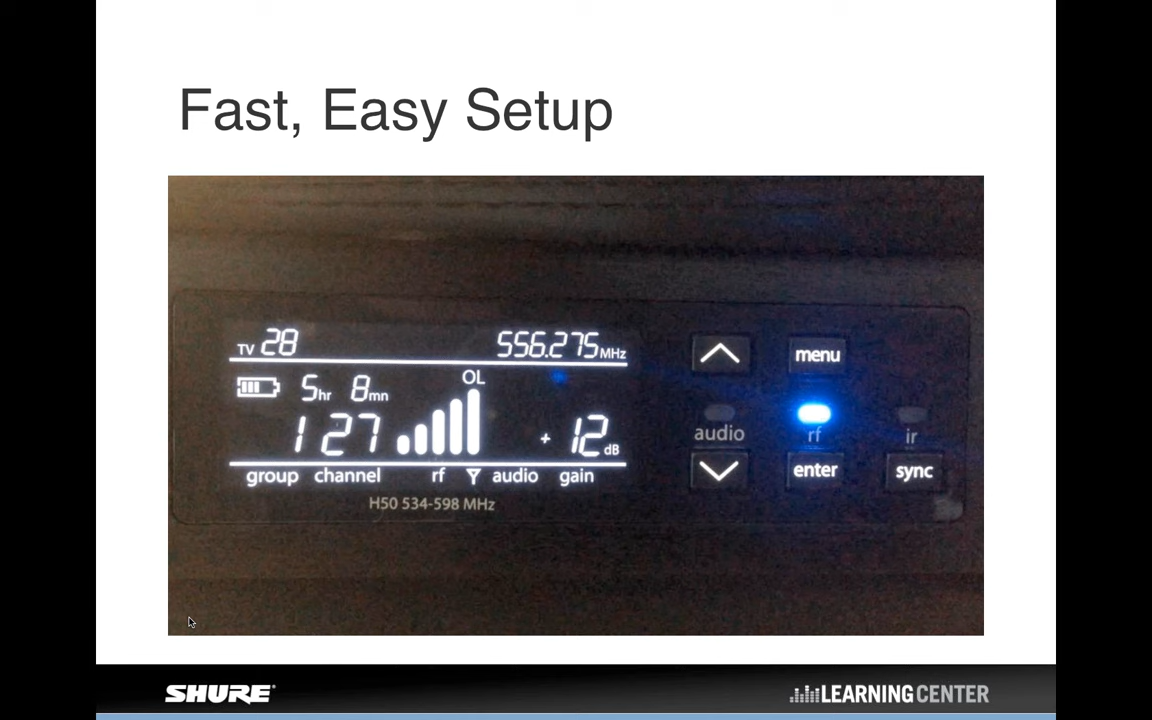 Fast, Easy Setup
TV 28 556.275 MHz
OL
5 hr 8 mn
1 27 + 12 dB
group channel rf audio gain
H50 534-598 MHz
menu
audio rf ir
enter sync
SHURE LEARNING CENTER